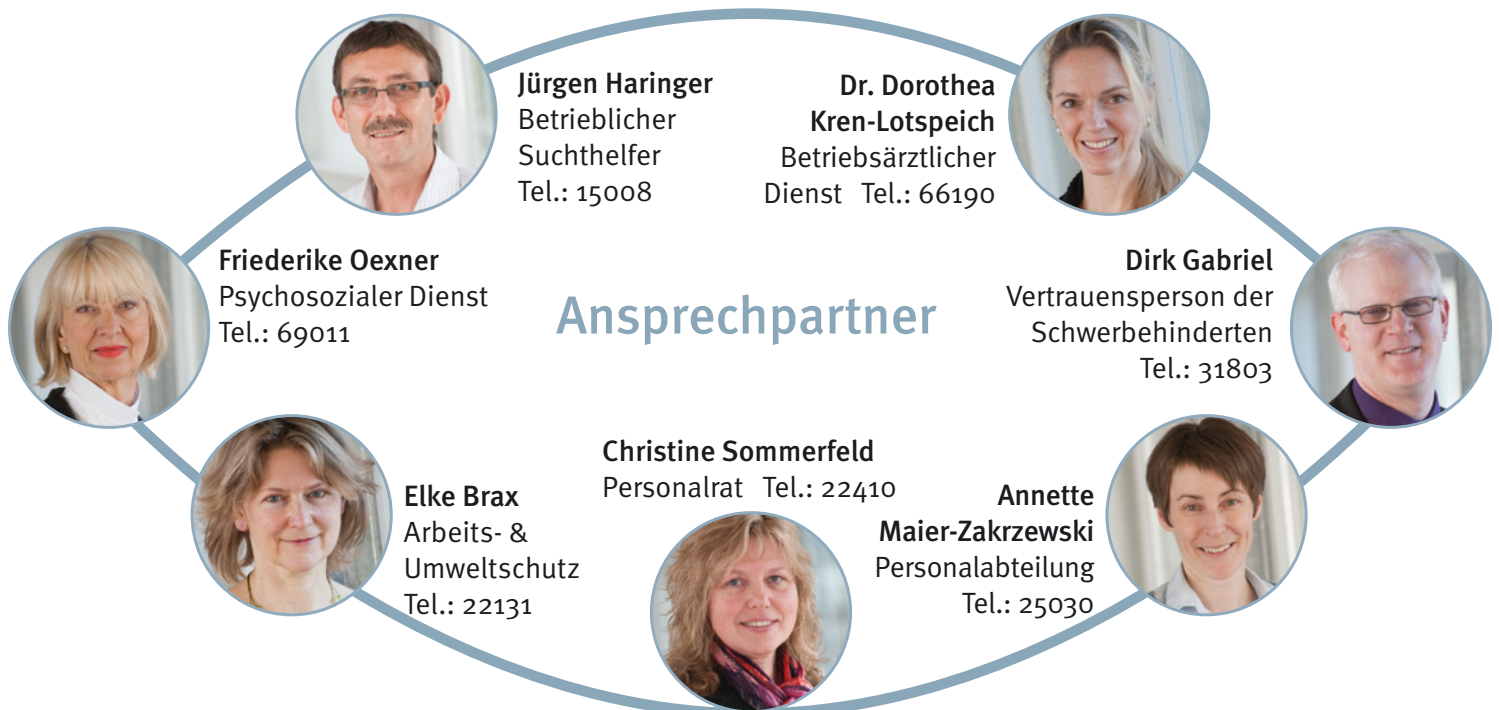 Jürgen Haringer
Betrieblicher
Suchthelfer
Tel.: 15008
Dr. Dorothea
Kren-Lotspeich
Betriebsärztlicher
Dienst Tel.: 66190
Friederike Oexner
Psychosozialer Dienst
Tel.: 69011
Ansprechpartner
Dirk Gabriel
Vertrauensperson der
Schwerbehinderten
Tel.: 31803
Elke Brax
Arbeits- &
Umweltschutz
Tel.: 22131
Christine Sommerfeld
Personalrat Tel.: 22410
Annette
Maier-Zakrzewski
Personalabteilung
Tel.: 25030